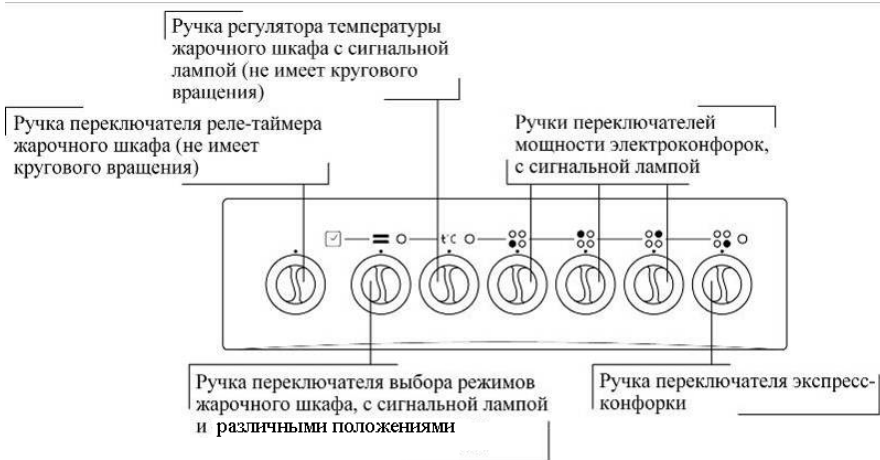 Ручка регулятора температуры
жарочного шкафа с сигнальной
лампой (не имеет кругового
вращения)
Ручка переключателя реле-таймера
жарочного шкафа (не имеет
кругового вращения)
Ручки переключателей
мощности электроконфорок,
с сигнальной лампой
t°C
Ручка переключателя выбора режимов
жарочного шкафа, с сигнальной лампой
и различными положениями
Ручка переключателя экспресс-
конфорки